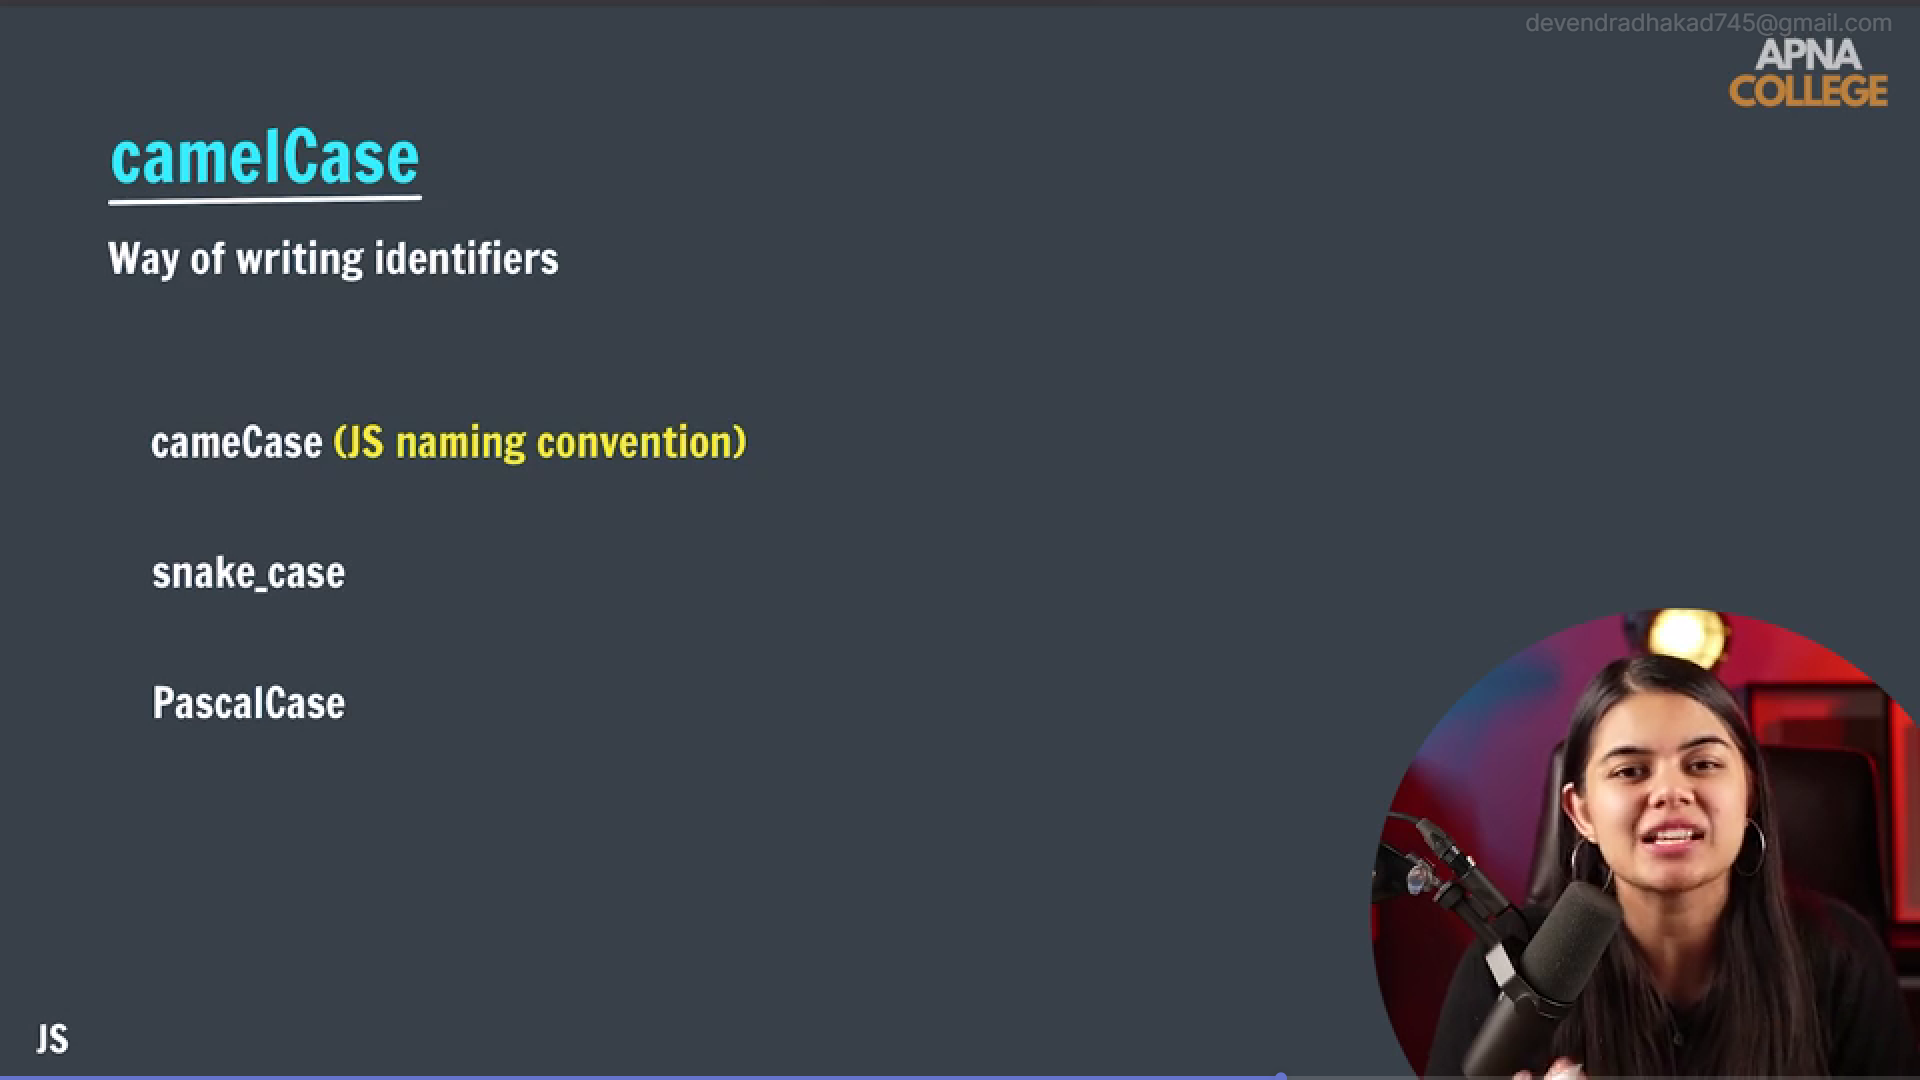 devendradhakad745@gmail.com
APNA
COLLEGE
camelCase
Way of writing identifiers
cameCase (JS naming convention)
snake_case
PascalCase
JS